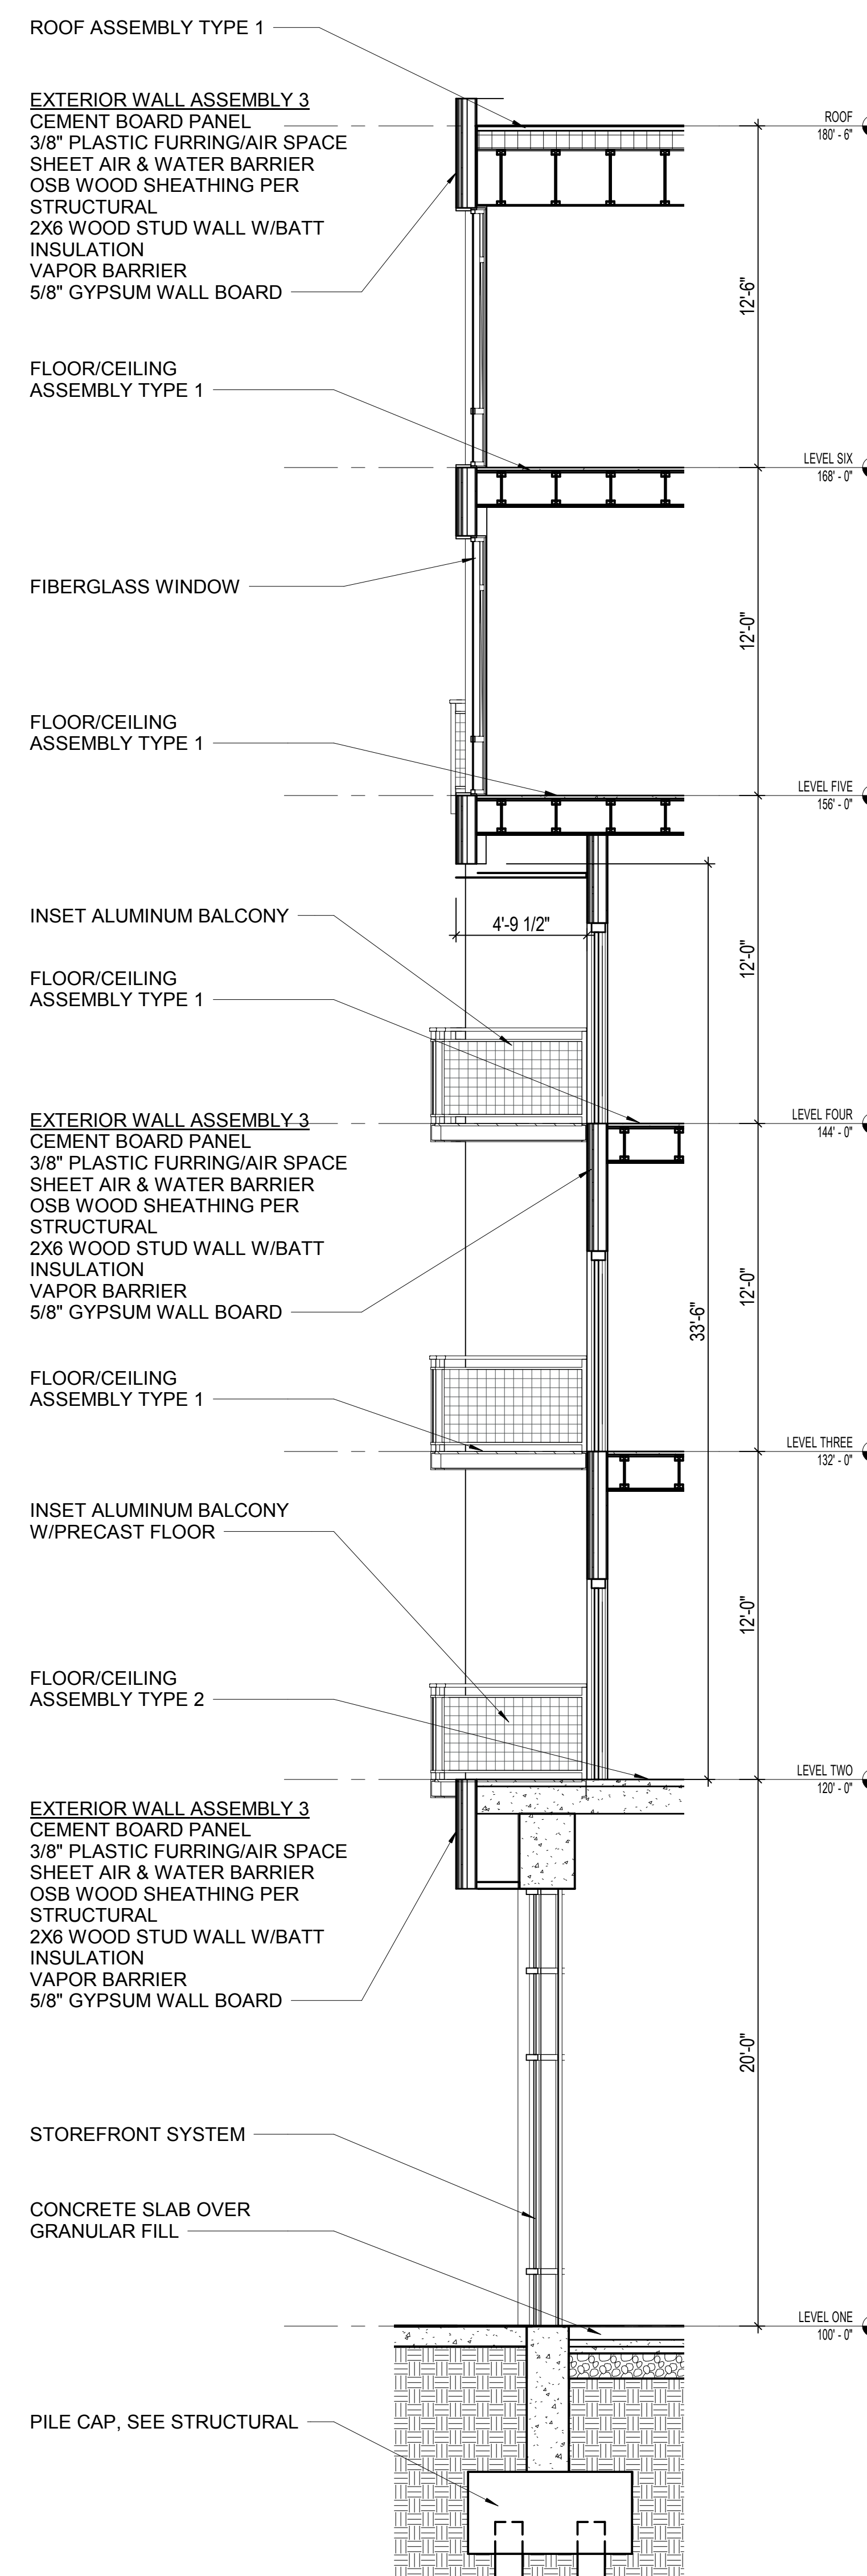 ROOF ASSEMBLY TYPE 1
EXTERIOR WALL ASSEMBLY 3
CEMENT BOARD PANEL
3/8" PLASTIC FURRING/AIR SPACE
SHEET AIR & WATER BARRIER
OSB WOOD SHEATHING PER
STRUCTURAL
2X6 WOOD STUD WALL W/BATT
INSULATION
VAPOR BARRIER
5/8" GYPSUM WALL BOARD
ROOF
180' - 6"
12'-6"
FLOOR/CEILING
ASSEMBLY TYPE 1
LEVEL SIX
168' - 0"
FIBERGLASS WINDOW
12'-0"
FLOOR/CEILING
ASSEMBLY TYPE 1
LEVEL FIVE
156' - 0"
INSET ALUMINUM BALCONY
4'-9 1/2"
12'-0"
FLOOR/CEILING
ASSEMBLY TYPE 1
LEVEL FOUR
144' - 0"
EXTERIOR WALL ASSEMBLY 3
CEMENT BOARD PANEL
3/8" PLASTIC FURRING/AIR SPACE
SHEET AIR & WATER BARRIER
OSB WOOD SHEATHING PER
STRUCTURAL
2X6 WOOD STUD WALL W/BATT
INSULATION
VAPOR BARRIER
5/8" GYPSUM WALL BOARD
12'-0"
33'-6"
FLOOR/CEILING
ASSEMBLY TYPE 1
LEVEL THREE
132' - 0"
INSET ALUMINUM BALCONY
W/PRECAST FLOOR
12'-0"
FLOOR/CEILING
ASSEMBLY TYPE 2
LEVEL TWO
120' - 0"
EXTERIOR WALL ASSEMBLY 3
CEMENT BOARD PANEL
3/8" PLASTIC FURRING/AIR SPACE
SHEET AIR & WATER BARRIER
OSB WOOD SHEATHING PER
STRUCTURAL
2X6 WOOD STUD WALL W/BATT
INSULATION
VAPOR BARRIER
5/8" GYPSUM WALL BOARD
20'-0"
STOREFRONT SYSTEM
CONCRETE SLAB OVER
GRANULAR FILL
LEVEL ONE
100' - 0"
PILE CAP, SEE STRUCTURAL